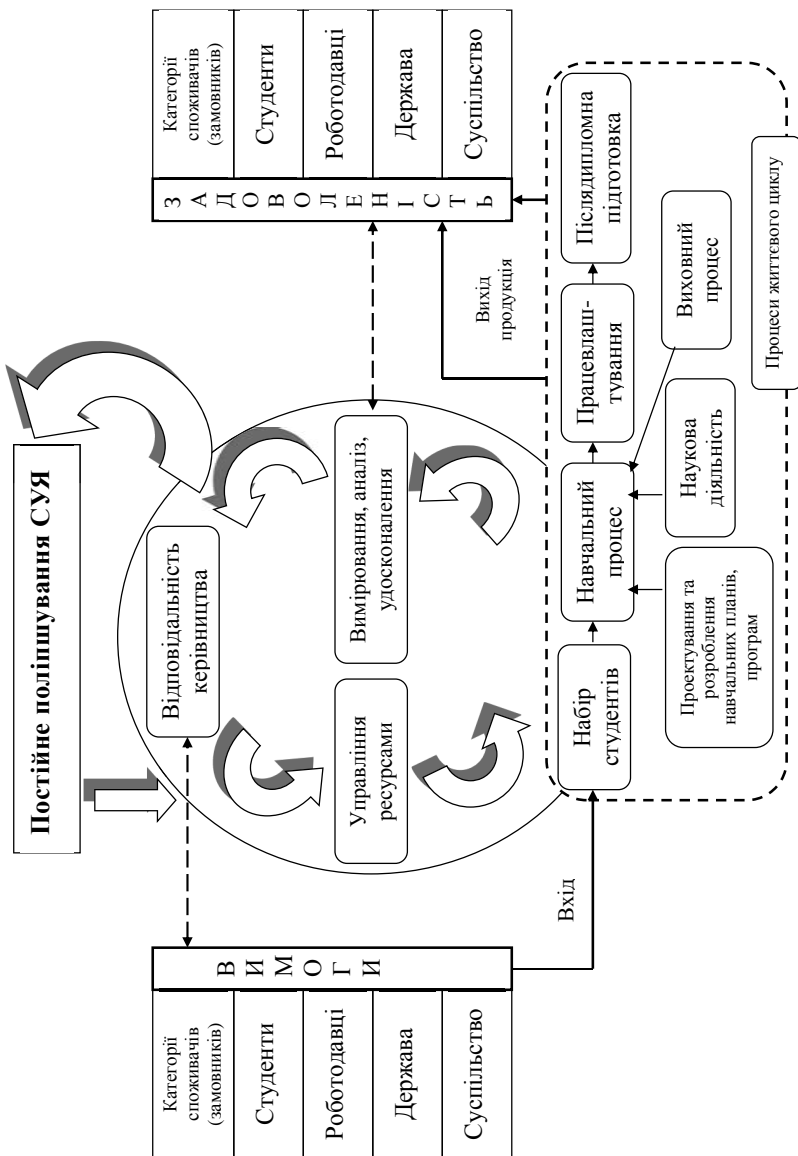 Постійне поліпшування СУЯ
Категорії
споживачів
(замовників)
Студенти
Роботодавці
Держава
Суспільство
ВИМОГИ
Відповідальність
керівництва
Управління
ресурсами
Вимірювання, аналіз,
удосконалення
ЗАДОВОЛЕНІСТЬ
Категорії
споживачів
(замовників)
Студенти
Роботодавці
Держава
Суспільство
Вхід
Вихід
продукція
Набір
студентів
Навчальний
процес
Працевлаш-
тування
Післядипломна
підготовка
Проектування та
розроблення
навчальних планів,
програм
Наукова
діяльність
Виховний
процес
Процеси життєвого циклу